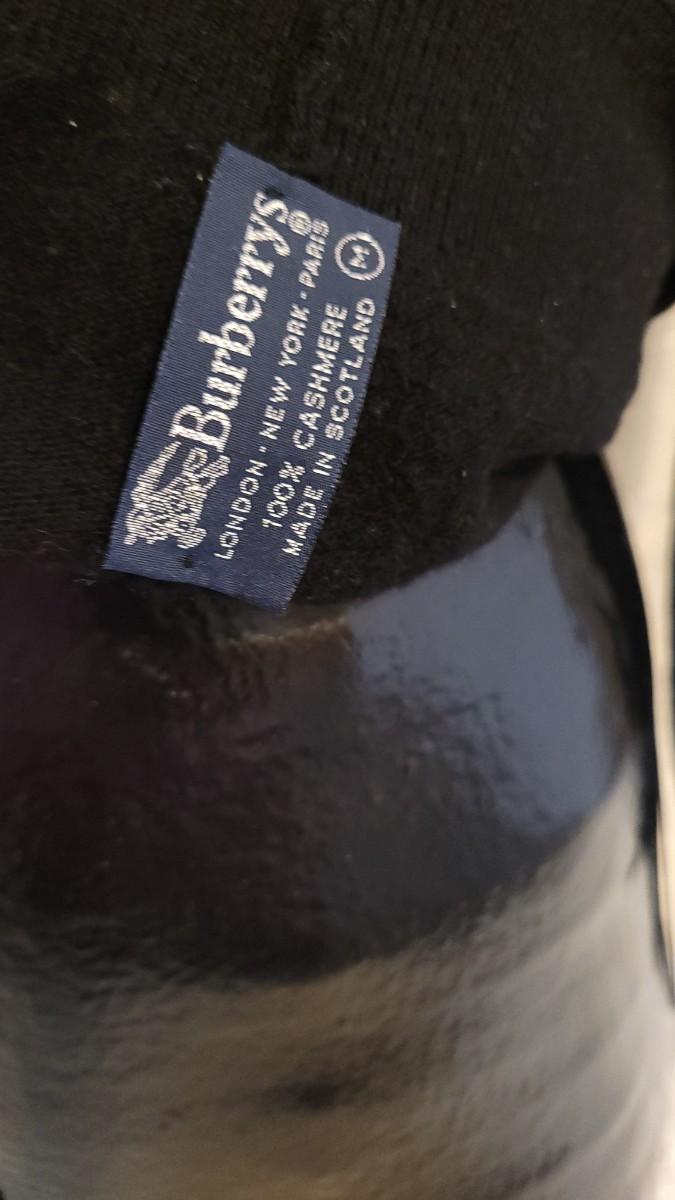 Burberrys®
LONDON · NEW YORK · PARIS
100% CASHMERE
MADE IN SCOTLAND M